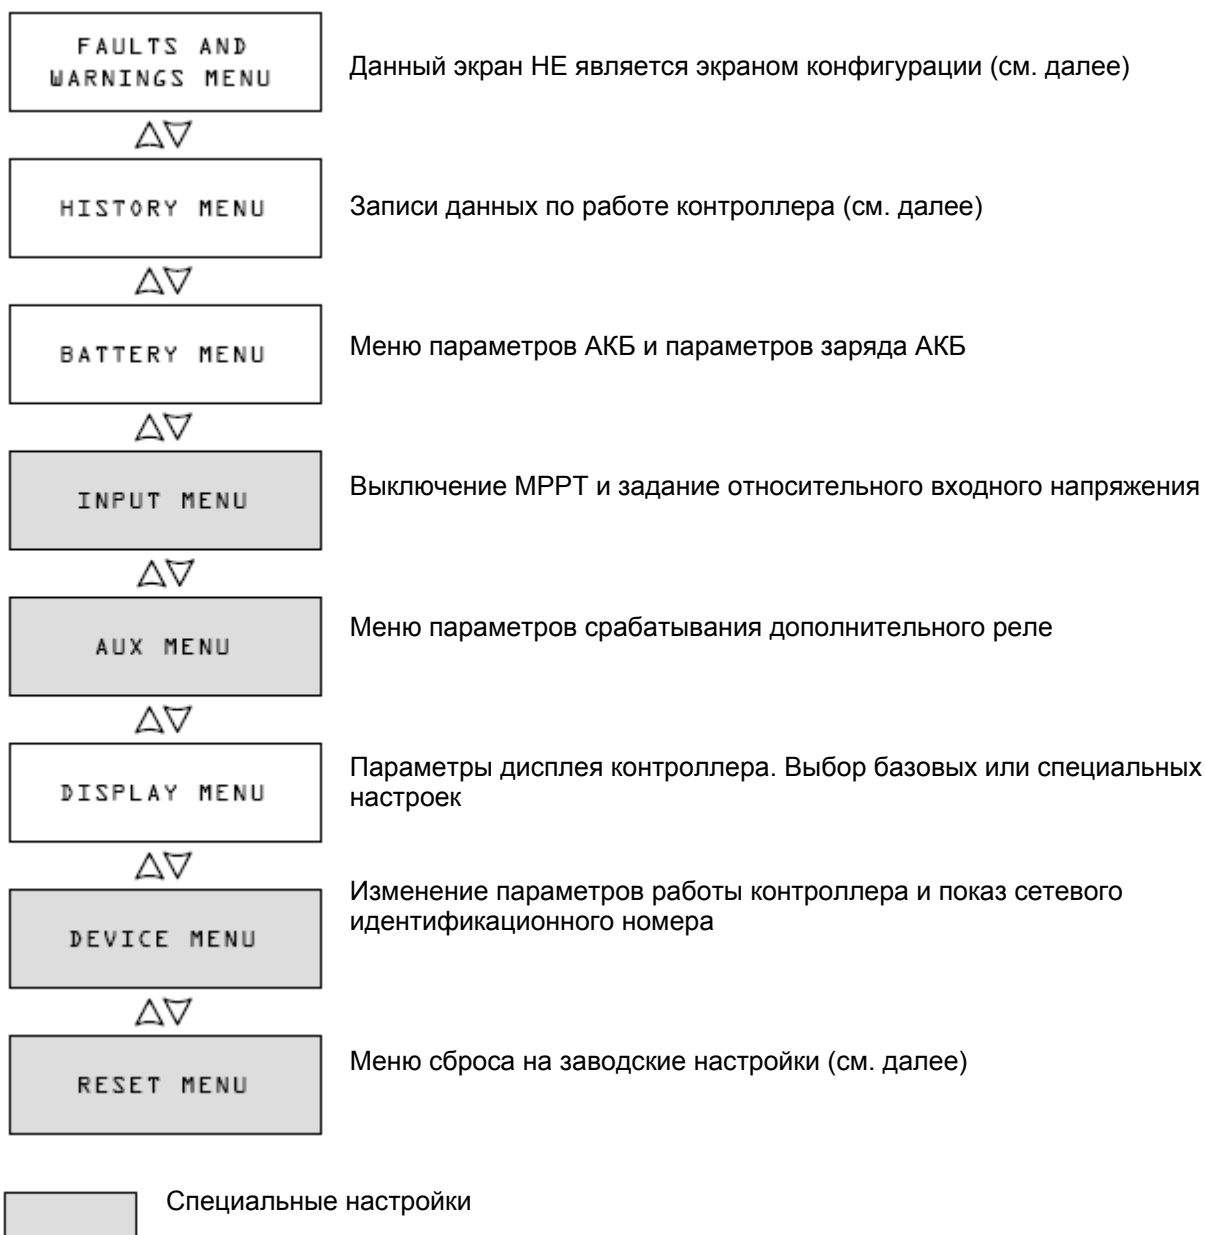 FAULTS AND
WARNINGS MENU
Данный экран НЕ является экраном конфигурации (см. далее)
HISTORY MENU
Записи данных по работе контроллера (см. далее)
BATTERY MENU
Меню параметров АКБ и параметров заряда АКБ
INPUT MENU
Выключение МРРТ и задание относительного входного напряжения
AUX MENU
Меню параметров срабатывания дополнительного реле
DISPLAY MENU
Параметры дисплея контроллера. Выбор базовых или специальных
настроек
DEVICE MENU
Изменение параметров работы контроллера и показ сетевого
идентификационного номера
RESET MENU
Меню сброса на заводские настройки (см. далее)
Специальные настройки